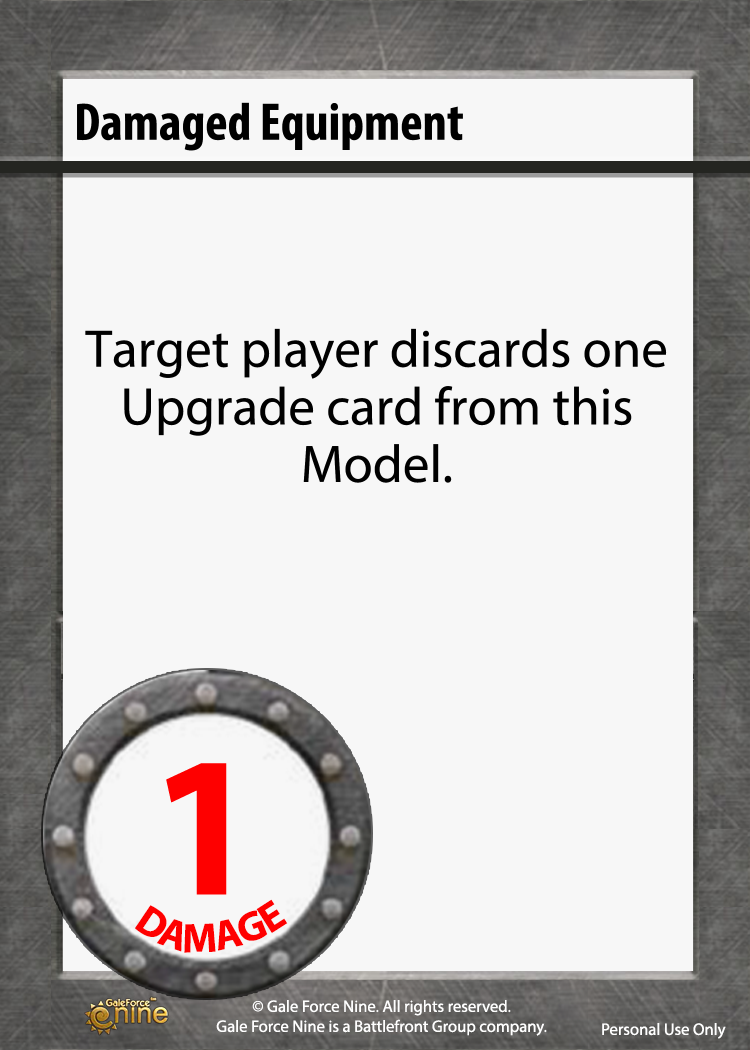 Damaged Equipment
Target player discards one
Upgrade card from this
Model.
1
DAMAGE
GaleForce™
nine
© Gale Force Nine. All rights reserved.
Gale Force Nine is a Battlefront Group company.
Personal Use Only